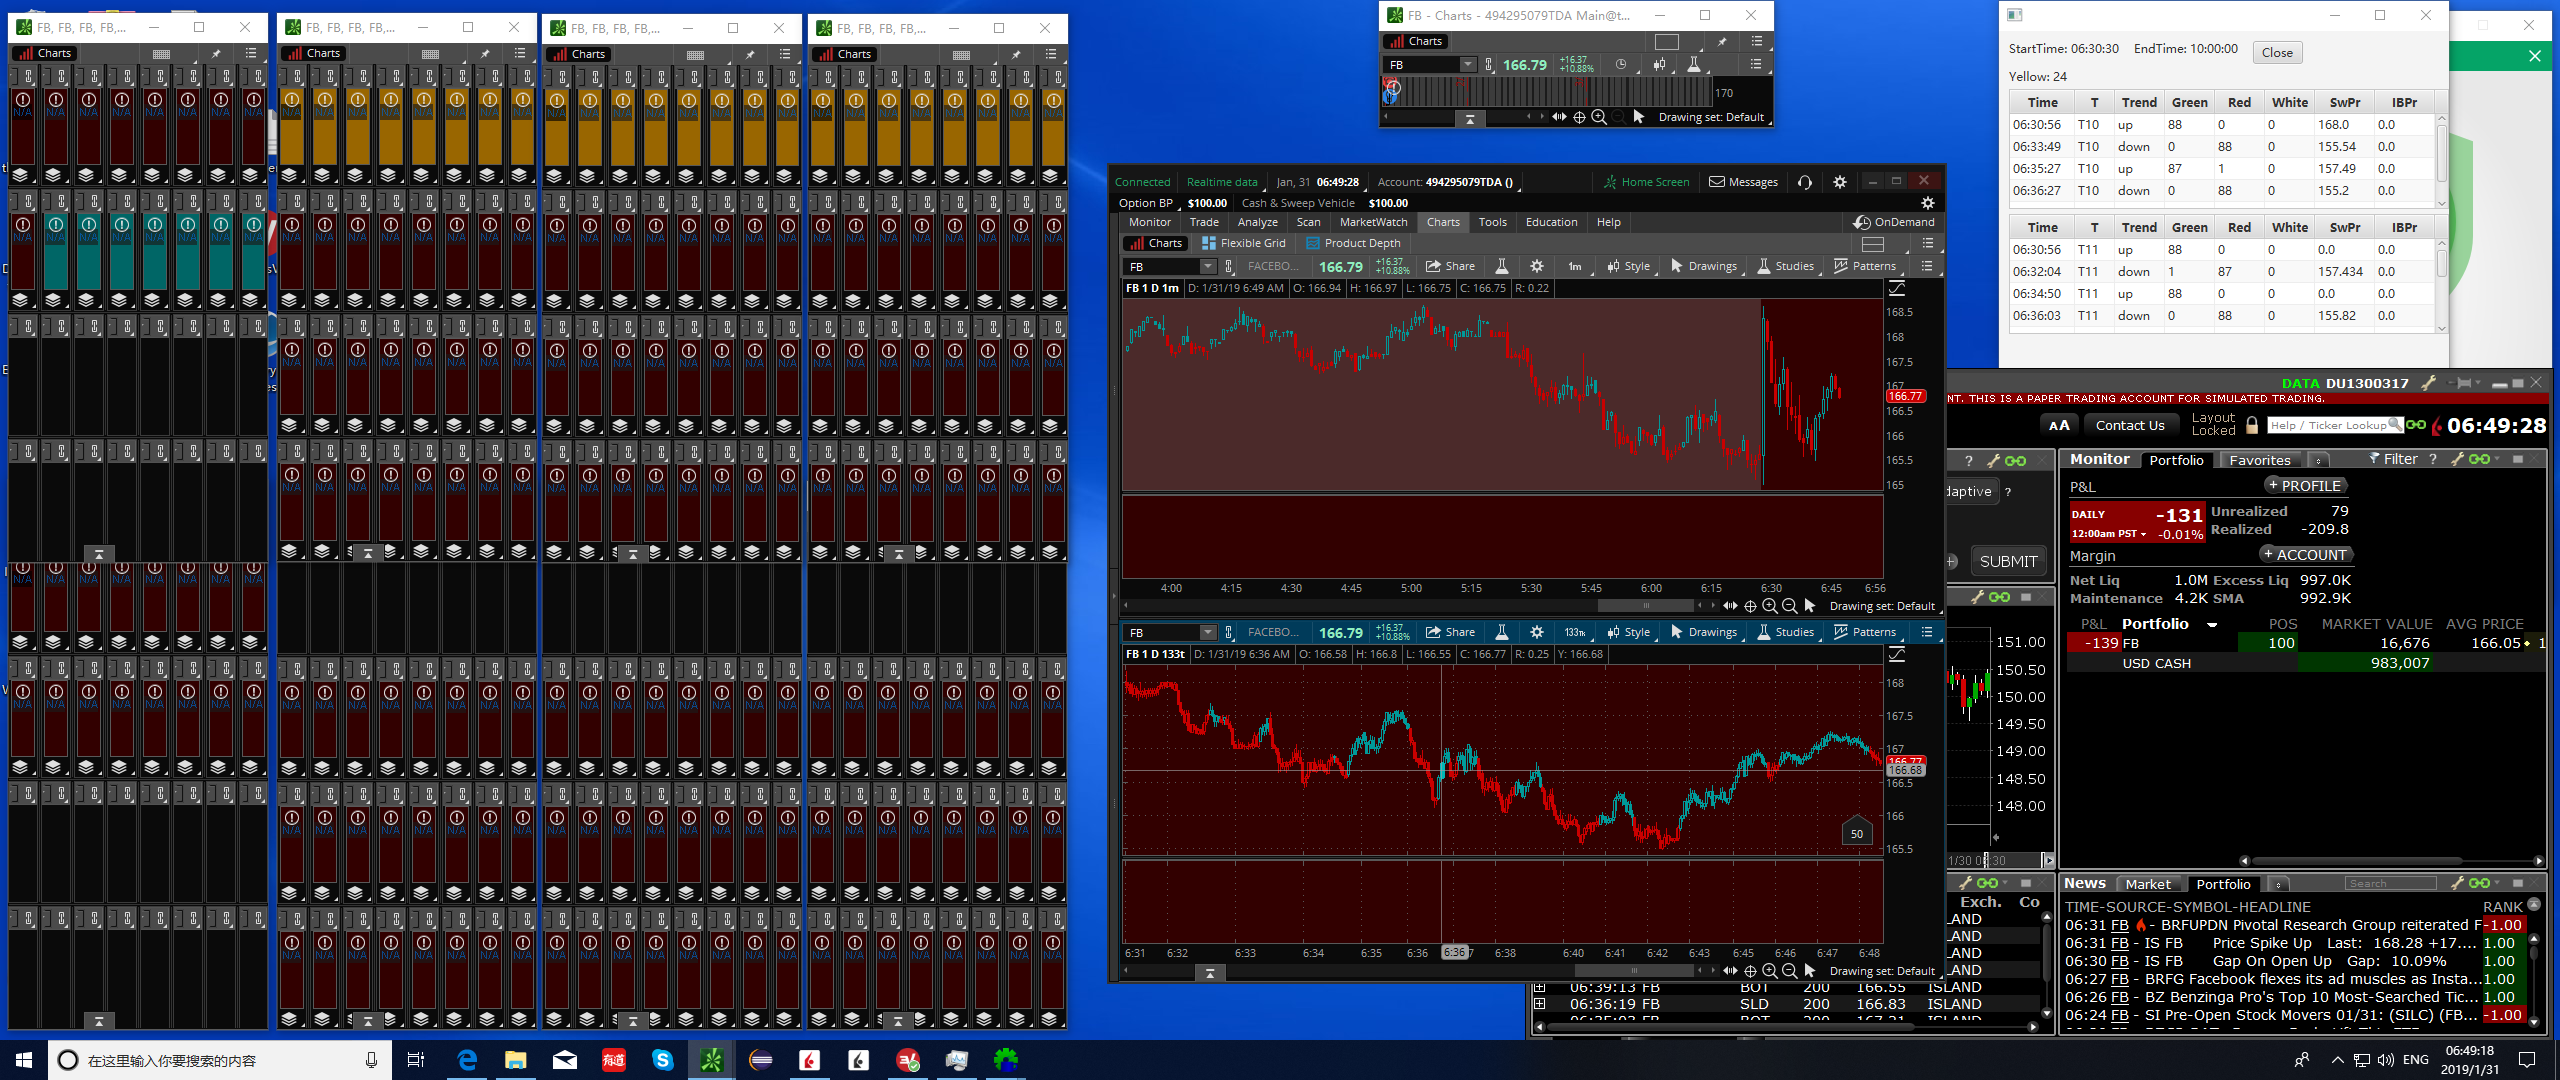 FB, FB, FB, FB,...
FB, FB, FB, FB,...
FB, FB, FB, FB,...
FB, FB, FB, FB,...
Charts
Charts
Charts
Charts
N/A
FB - Charts - 494295079TDA Main@t...
Charts
FB
166.79
+16.37
+10.88%
170
Drawing set: Default
StartTime: 06:30:30 EndTime: 10:00:00 Close
Yellow: 24
Time T Trend Green Red White SwPr IBPr
06:30:56 T10 up 88 0 0 168.0 0.0
06:33:49 T10 down 0 88 0 155.54 0.0
06:35:27 T10 up 87 1 0 157.49 0.0
06:36:27 T10 down 0 88 0 155.2 0.0
Time T Trend Green Red White SwPr IBPr
06:30:56 T11 up 88 0 0 0.0 0.0
06:32:04 T11 down 1 87 0 157.434 0.0
06:34:50 T11 up 88 0 0 0.0 0.0
06:36:03 T11 down 0 88 0 155.82 0.0
Connected Realtime data Jan, 31 06:49:28 Account: 494295079TDA () Home Screen Messages
Option BP $100.00 Cash & Sweep Vehicle $100.00
Monitor Trade Analyze Scan MarketWatch Charts Tools Education Help OnDemand
Charts Flexible Grid Product Depth
FB FACEBO... 166.79 +16.37 +10.88% Share 1m Style Drawings Studies Patterns
FB 1 D 1m D: 1/31/19 6:49 AM O: 166.94 H: 166.97 L: 166.75 C: 166.75 R: 0.22
168.5
168
167.5
167
166.77
166.5
166
165.5
165
4:00 4:15 4:30 4:45 5:00 5:15 5:30 5:45 6:00 6:15 6:30 6:45 6:56
Drawing set: Default
FB FACEBO... 166.79 +16.37 +10.88% Share 133t Style Drawings Studies Patterns
FB 1 D 133t D: 1/31/19 6:36 AM O: 166.58 H: 166.8 L: 166.55 C: 166.77 R: 0.25 Y: 166.68
168
167.5
167
166.77
166.68
166.5
166
165.5
50
6:31 6:32 6:33 6:34 6:35 6:36 6:36 6:38 6:40 6:41 6:42 6:43 6:45 6:46 6:47 6:48
Drawing set: Default
DATA DU1300317
NT. THIS IS A PAPER TRADING ACCOUNT FOR SIMULATED TRADING.
AA Contact Us Layout Locked Help / Ticker Lookup 06:49:28
Monitor Portfolio Favorites Filter ?
daptive ?
P&L + PROFILE
DAILY -131 Unrealized 79
12:00am PST -0.01% Realized -209.8
Margin + ACCOUNT
SUBMIT
Net Liq 1.0M Excess Liq 997.0K
Maintenance 4.2K SMA 992.9K
P&L Portfolio POS MARKET VALUE AVG PRICE
-139 FB 100 16,676 166.05 1
USD CASH 983,007
151.00
150.50
150.00
149.50
149.00
148.50
148.00
News Market Portfolio Search
TIME-SOURCE-SYMBOL-HEADLINE RANK
06:31 FB - BRFUPDN Pivotal Research Group reiterated F -1.00
06:31 FB - IS FB Price Spike Up Last: 168.28 +17.... 1.00
06:30 FB - IS FB Gap On Open Up Gap: 10.09% 1.00
06:27 FB - BRFG Facebook flexes its ad muscles as Insta... 1.00
06:26 FB - BZ Benzinga Pro's Top 10 Most-Searched Tic... 1.00
06:24 FB - SI Pre-Open Stock Movers 01/31: (SILC) (FB... -1.00
Exch. Co
LAND
LAND
LAND
LAND
LAND
06:39:13 FB BOT 200 166.55 ISLAND
06:36:19 FB SLD 200 166.83 ISLAND
在这里输入你要搜索的内容
有道
ENG
06:49:18
2019/1/31